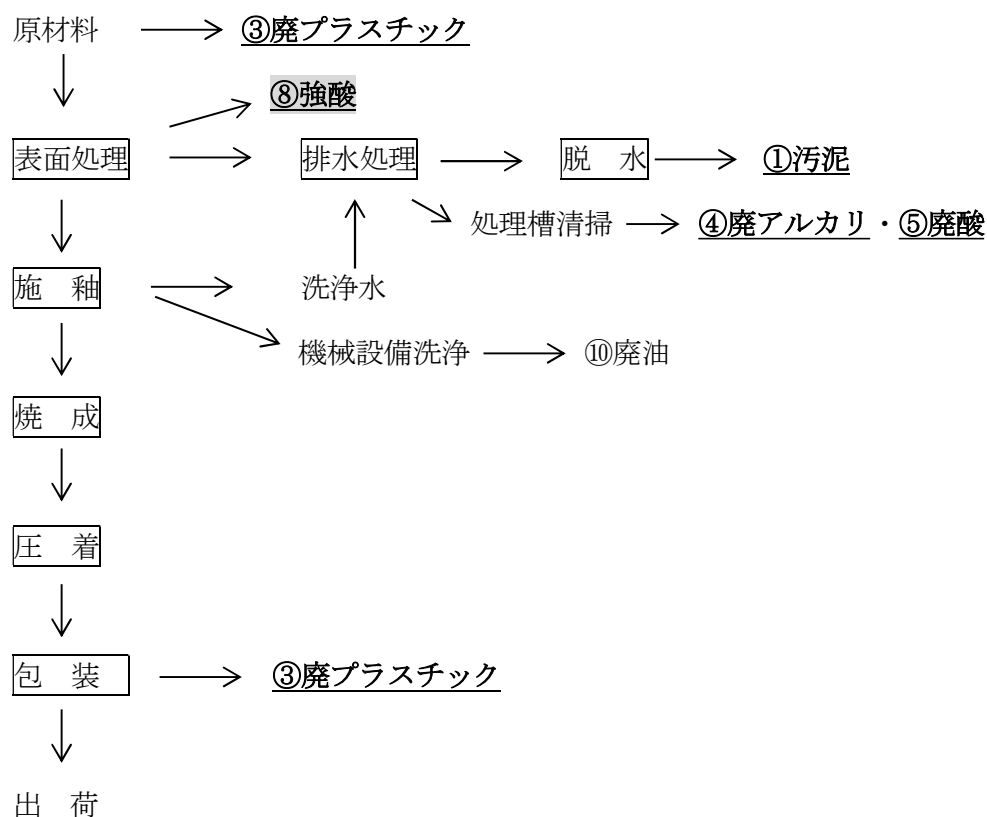 原材料 ③廃プラスチック
⑧強酸
表面処理 排水処理 脱　水 ①汚泥
処理槽清掃 ④廃アルカリ・⑤廃酸
施　釉 洗浄水
機械設備洗浄 ⑩廃油
焼　成
圧　着
包　装 ③廃プラスチック
出　荷